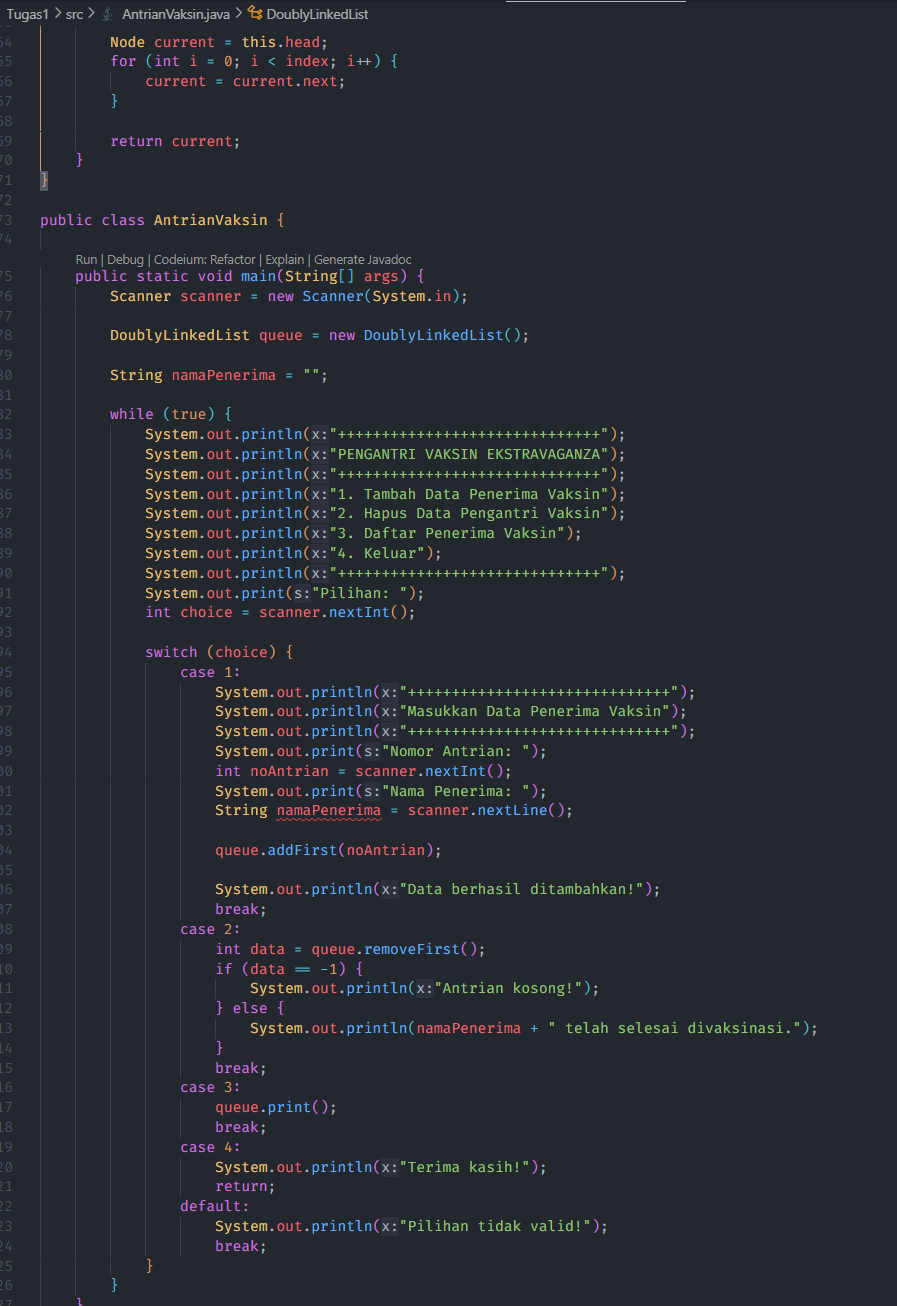 Tugas1 > src > AntrianVaksin.java > DoublyLinkedList
64 Node current = this.head;
65 for (int i = 0; i < index; i++) {
66 current = current.next;
67 }
68
69 return current;
70 }
71 }
72
73 public class AntrianVaksin {
74
Run | Debug | Codeium: Refactor | Explain | Generate Javadoc
75 public static void main(String[] args) {
76 Scanner scanner = new Scanner(System.in);
77
78 DoublyLinkedList queue = new DoublyLinkedList();
79
80 String namaPenerima = "";
81
82 while (true) {
83 System.out.println(x:"++++++++++++++++++++++++++++++");
84 System.out.println(x:"PENGANTRI VAKSIN EKSTRAVAGANZA");
85 System.out.println(x:"++++++++++++++++++++++++++++++");
86 System.out.println(x:"1. Tambah Data Penerima Vaksin");
87 System.out.println(x:"2. Hapus Data Pengantri Vaksin");
88 System.out.println(x:"3. Daftar Penerima Vaksin");
89 System.out.println(x:"4. Keluar");
90 System.out.println(x:"++++++++++++++++++++++++++++++");
91 System.out.print(s:"Pilihan: ");
92 int choice = scanner.nextInt();
93
94 switch (choice) {
95 case 1:
96 System.out.println(x:"++++++++++++++++++++++++++++++");
97 System.out.println(x:"Masukkan Data Penerima Vaksin");
98 System.out.println(x:"++++++++++++++++++++++++++++++");
99 System.out.print(s:"Nomor Antrian: ");
00 int noAntrian = scanner.nextInt();
01 System.out.print(s:"Nama Penerima: ");
02 String namaPenerima = scanner.nextLine();
03
04 queue.addFirst(noAntrian);
05
06 System.out.println(x:"Data berhasil ditambahkan!");
07 break;
08 case 2:
09 int data = queue.removeFirst();
10 if (data == -1) {
11 System.out.println(x:"Antrian kosong!");
12 } else {
13 System.out.println(namaPenerima + " telah selesai divaksinasi.");
14 }
15 break;
16 case 3:
17 queue.print();
18 break;
19 case 4:
20 System.out.println(x:"Terima kasih!");
21 return;
22 default:
23 System.out.println(x:"Pilihan tidak valid!");
24 break;
25 }
26 }
27 }